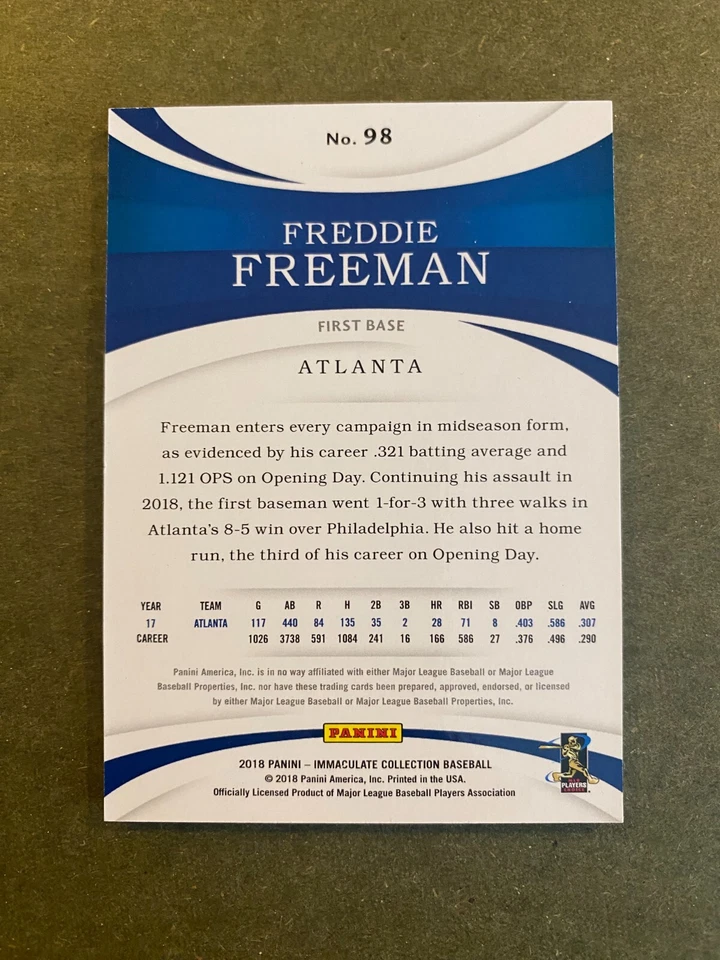 No. 98
FREDDIE
FREEMAN
FIRST BASE
ATLANTA
Freeman enters every campaign in midseason form,
as evidenced by his career .321 batting average and
1.121 OPS on Opening Day. Continuing his assault in
2018, the first baseman went 1-for-3 with three walks in
Atlanta's 8-5 win over Philadelphia. He also hit a home
run, the third of his career on Opening Day.
YEAR TEAM G AB R H 2B 3B HR RBI SB OBP SLG AVG
17 ATLANTA 117 440 84 135 35 2 28 71 8 .403 .586 .307
CAREER 1026 3738 591 1084 241 16 166 586 27 .376 .496 .290
Panini America, Inc. is in no way affiliated with either Major League Baseball or Major League
Baseball Properties, Inc. nor have these trading cards been prepared, approved, endorsed, or licensed
by either Major League Baseball or Major League Baseball Properties, Inc.
PANINI
2018 PANINI – IMMACULATE COLLECTION BASEBALL
© 2018 Panini America, Inc. Printed in the USA.
Officially Licensed Product of Major League Baseball Players Association
PLAYERS